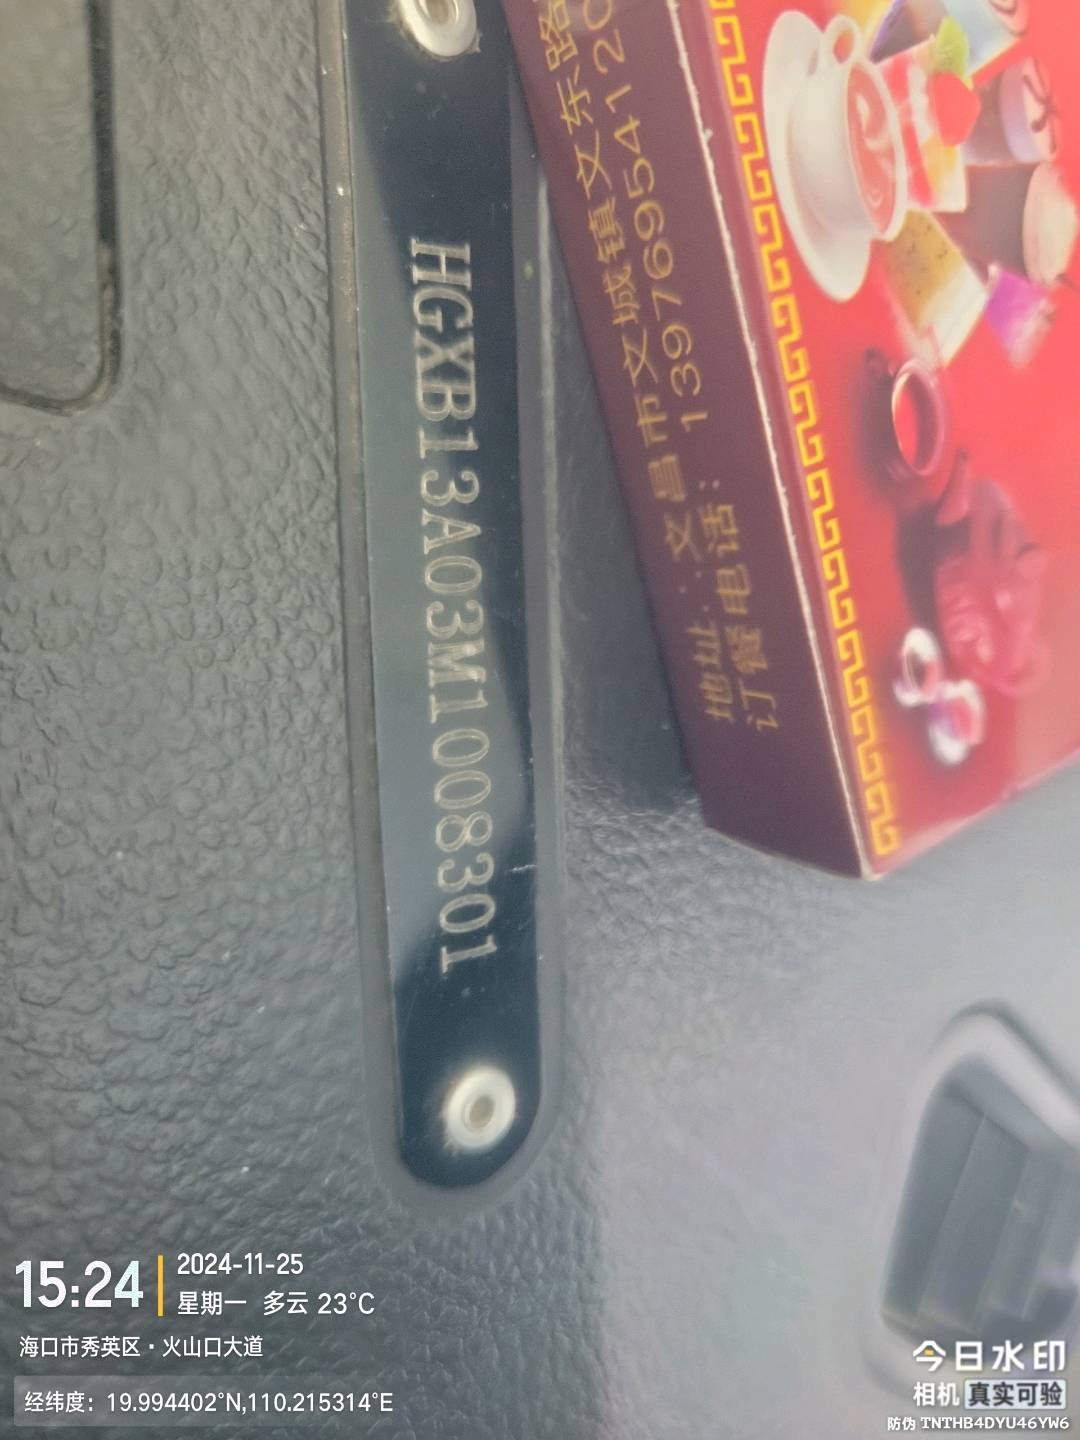 HGXB13A03M1008301
地址：文昌市文城镇文东路
订餐电话：1397695412
15:24
2024-11-25
星期一 多云 23℃
海口市秀英区·火山口大道
经纬度：19.994402°N,110.215314°E
今日水印
相机 真实可验
防伪 TNTHB4DYU46YW6